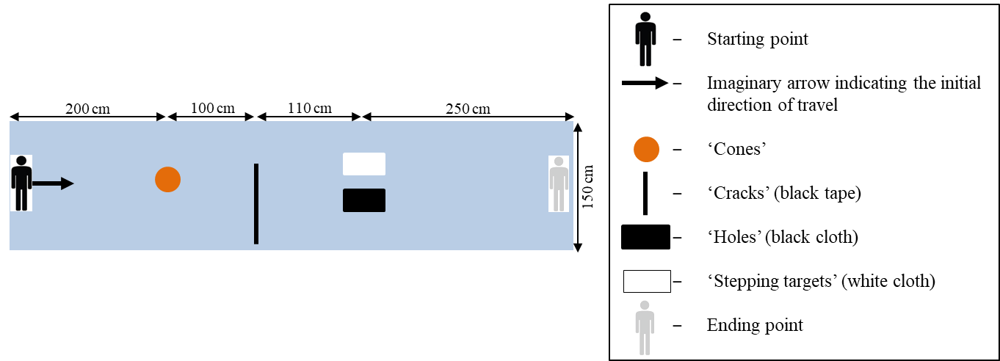 200 cm
100 cm
110 cm
250 cm
150 cm
– Starting point
– Imaginary arrow indicating the initial
direction of travel
– ‘Cones’
– ‘Cracks’ (black tape)
– ‘Holes’ (black cloth)
– ‘Stepping targets’ (white cloth)
– Ending point